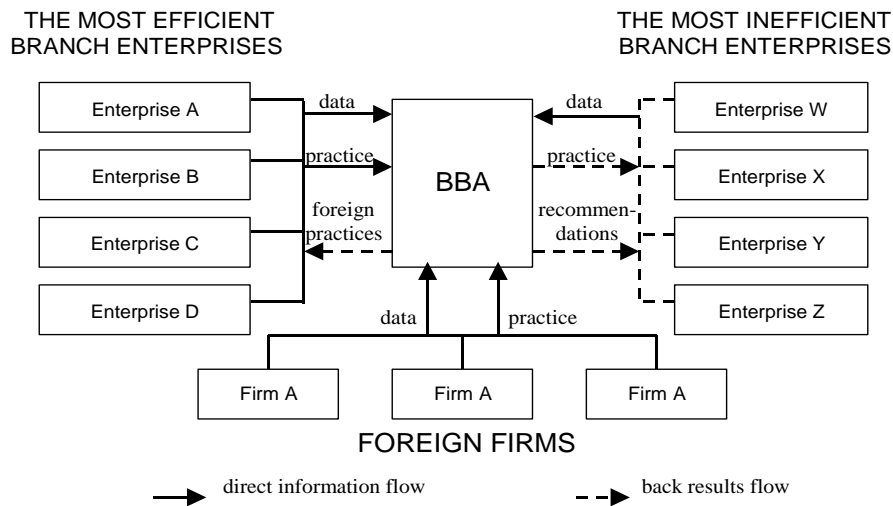 THE MOST EFFICIENT
BRANCH ENTERPRISES
THE MOST INEFFICIENT
BRANCH ENTERPRISES
Enterprise A
Enterprise B
Enterprise C
Enterprise D
data
practice
foreign
practices
BBA
data
practice
recommen-
dations
Enterprise W
Enterprise X
Enterprise Y
Enterprise Z
data
practice
Firm A
Firm A
Firm A
FOREIGN FIRMS
direct information flow
back results flow